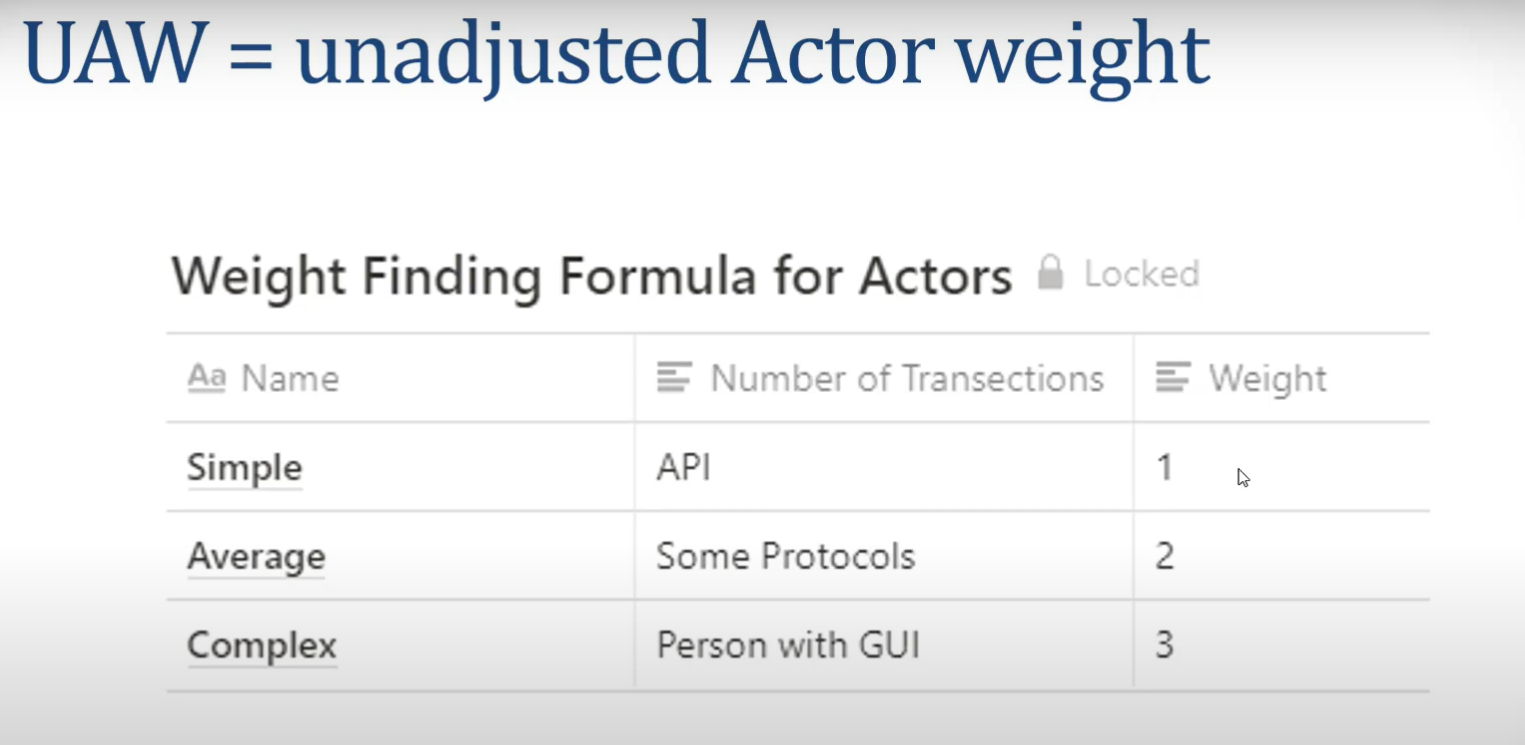 UAW = unadjusted Actor weight
Weight Finding Formula for Actors Locked
Aa Name Number of Transections Weight
Simple API 1
Average Some Protocols 2
Complex Person with GUI 3